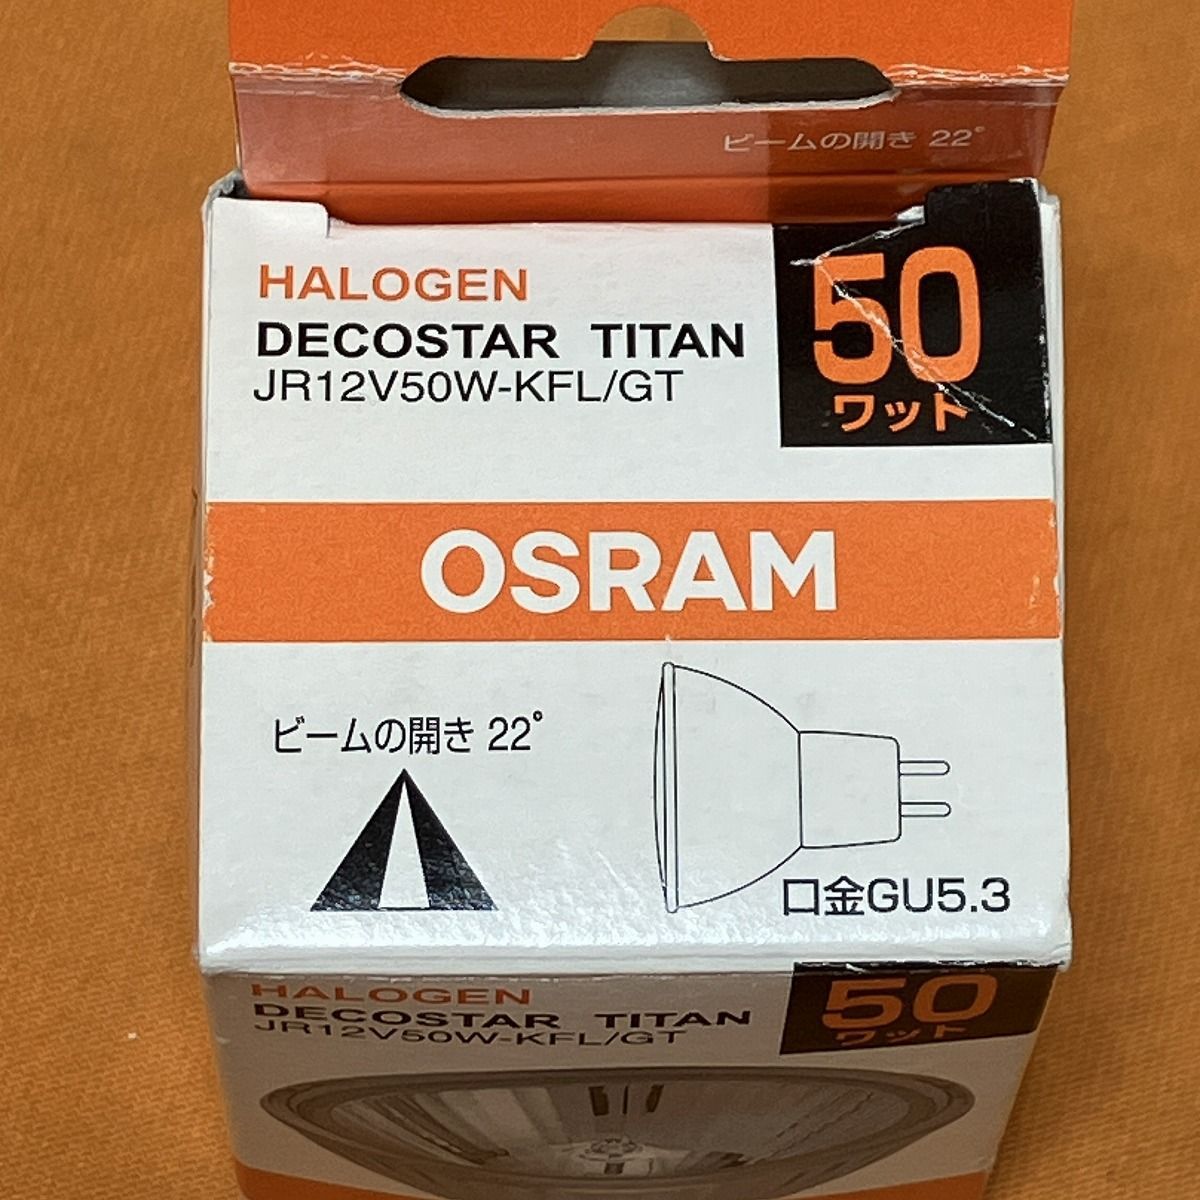 ビームの開き 22°
HALOGEN
DECOSTAR TITAN
JR12V50W-KFL/GT
50
ワット
OSRAM
ビームの開き 22°
口金GU5.3
HALOGEN
DECOSTAR TITAN
JR12V50W-KFL/GT
50
ワット